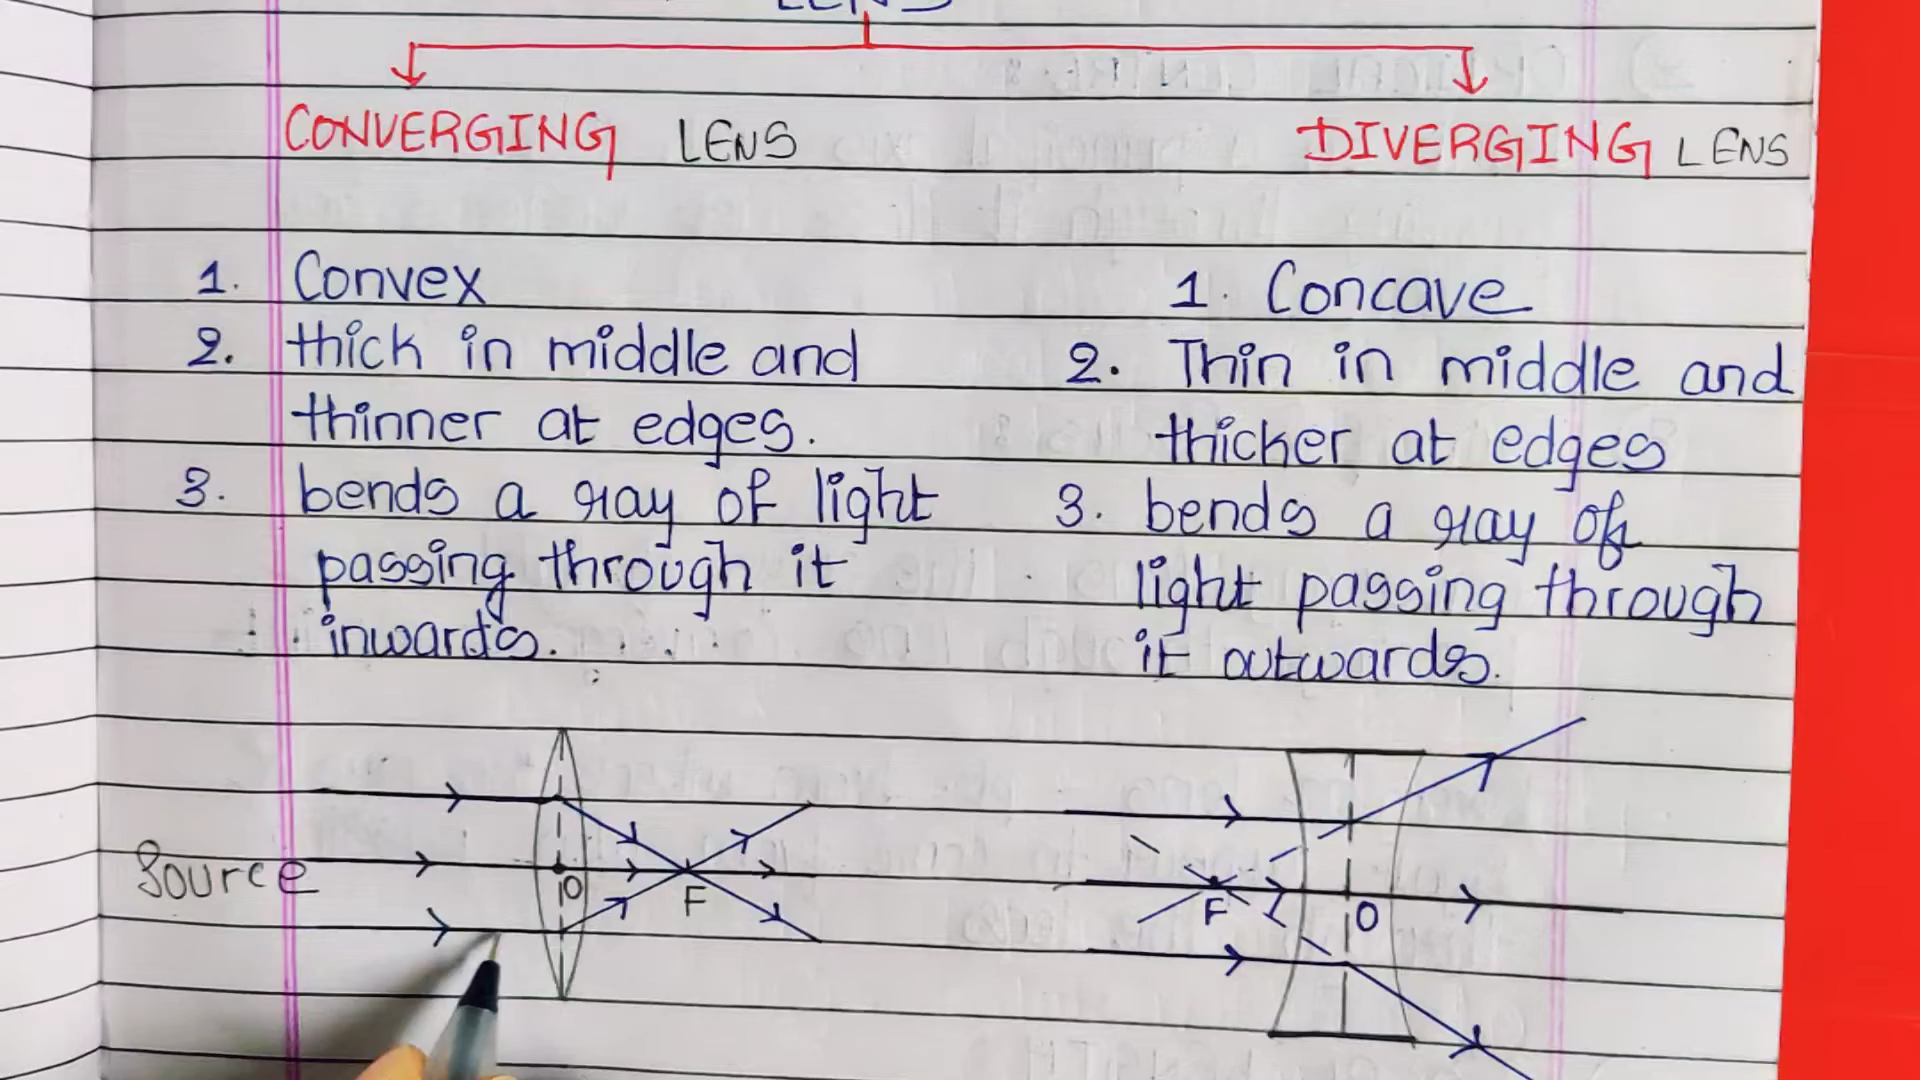 LENS
CONVERGING LENS
DIVERGING LENS
1. Convex
2. thick in middle and
thinner at edges.
3. bends a ray of light
passing through it
inwards.
1. Concave
2. Thin in middle and
thicker at edges
3. bends a ray of
light passing through
it outwards.
Source
O
F
F
O